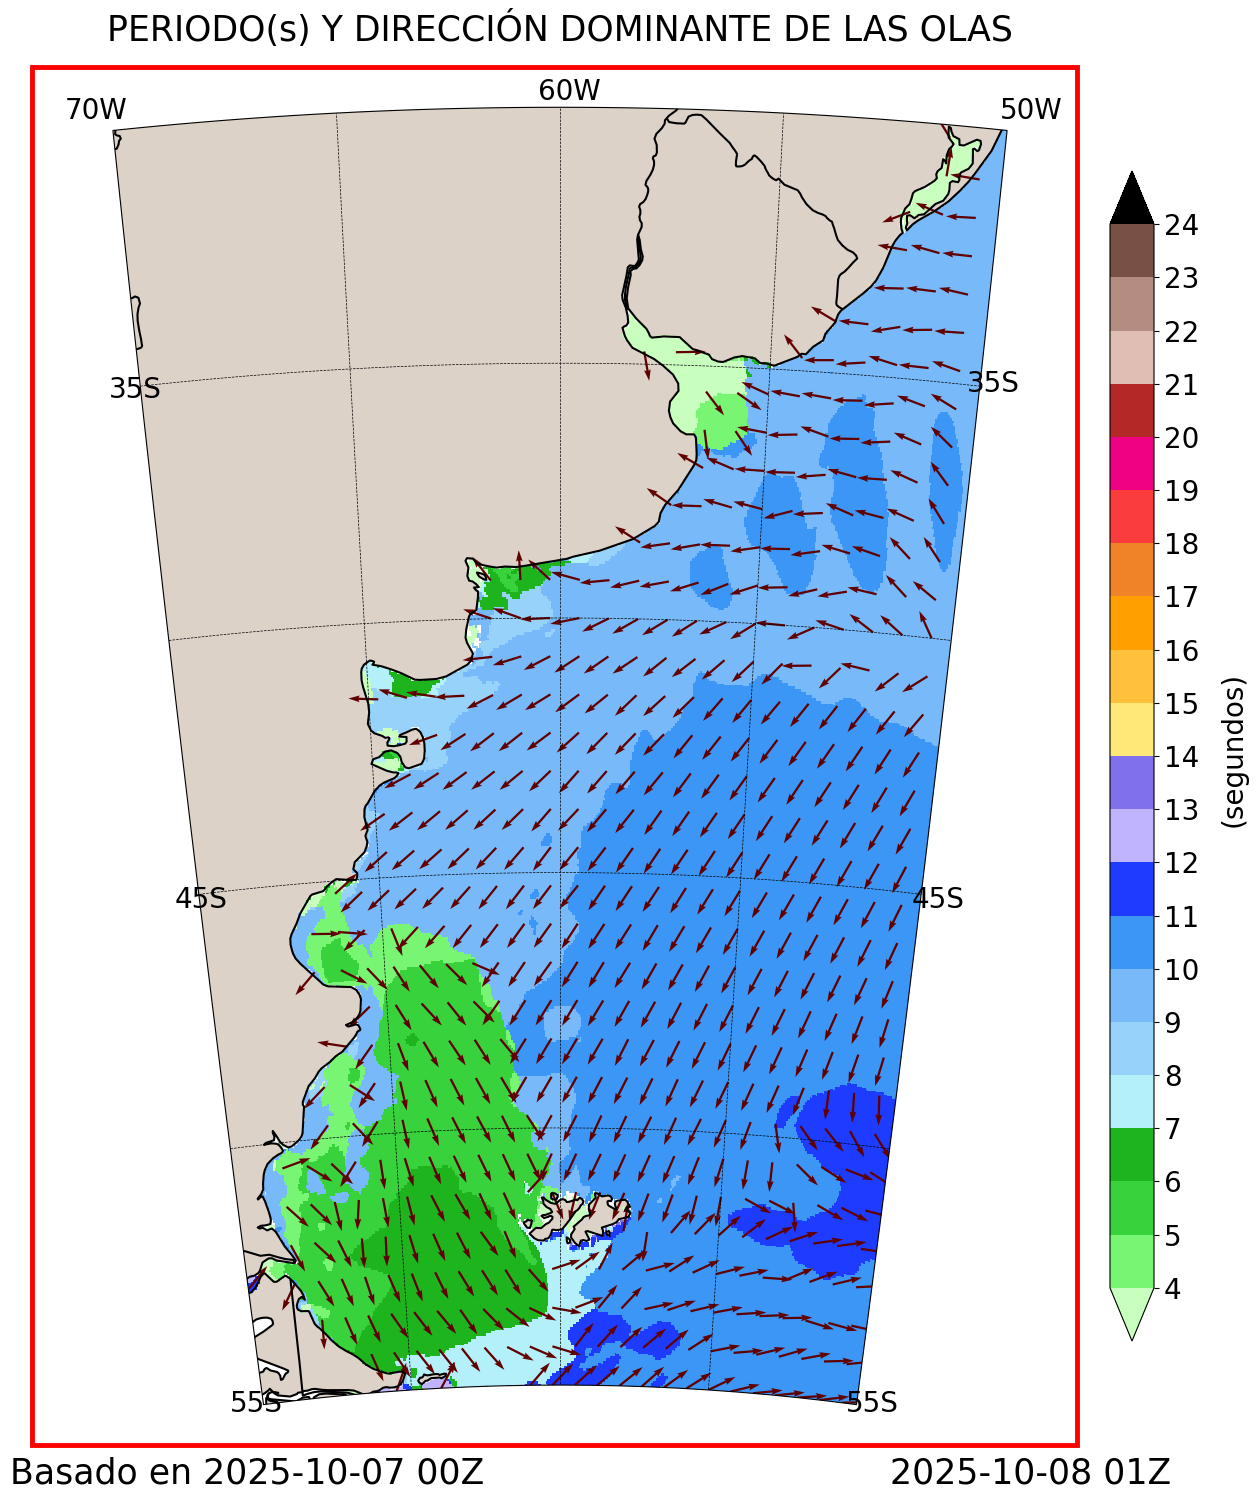 PERIODO(s) Y DIRECCIÓN DOMINANTE DE LAS OLAS
70W
60W
50W
35S
35S
45S
45S
55S
55S
24
23
22
21
20
19
18
17
16
15
14
13
12
11
10
9
8
7
6
5
4
(segundos)
Basado en 2025-10-07 00Z
2025-10-08 01Z